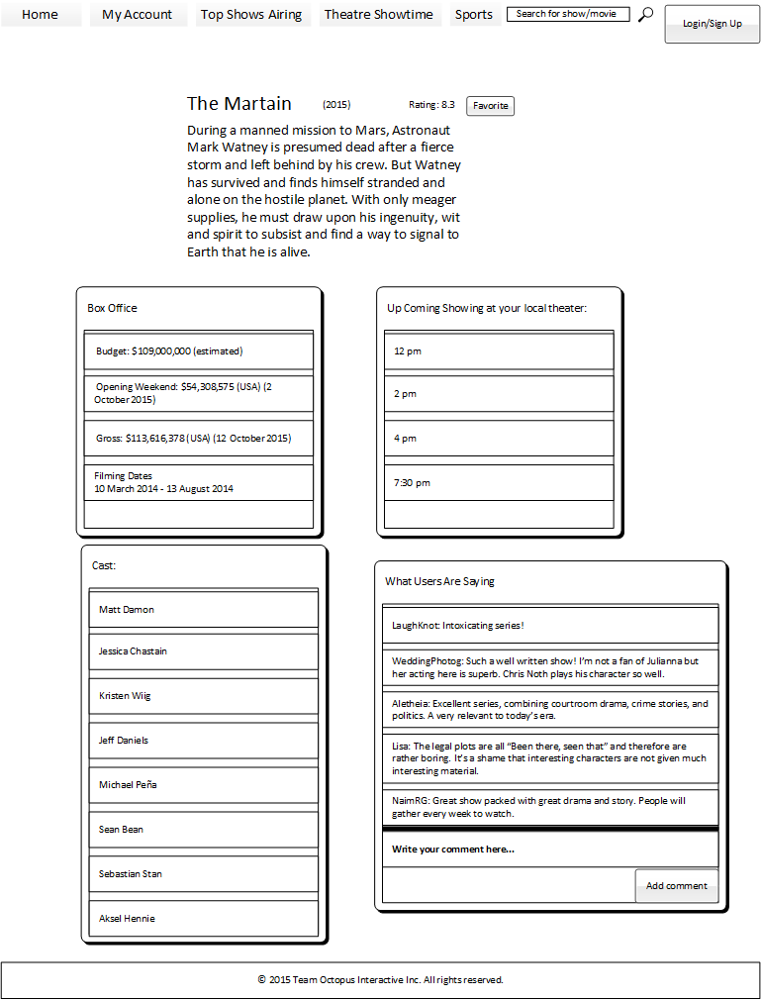 Home
My Account
Top Shows Airing
Theatre Showtime
Sports
Search for show/movie
Login/Sign Up
The Martain (2015) Rating: 8.3 Favorite
During a manned mission to Mars, Astronaut
Mark Watney is presumed dead after a fierce
storm and left behind by his crew. But Watney
has survived and finds himself stranded and
alone on the hostile planet. With only meager
supplies, he must draw upon his ingenuity, wit
and spirit to subsist and find a way to signal to
Earth that he is alive.
Box Office
Budget: $109,000,000 (estimated)
Opening Weekend: $54,308,575 (USA) (2
October 2015)
Gross: $113,616,378 (USA) (12 October 2015)
Filming Dates
10 March 2014 - 13 August 2014
Up Coming Showing at your local theater:
12 pm
2 pm
4 pm
7:30 pm
Cast:
Matt Damon
Jessica Chastain
Kristen Wiig
Jeff Daniels
Michael Peña
Sean Bean
Sebastian Stan
Aksel Hennie
What Users Are Saying
LaughKnot: Intoxicating series!
WeddingPhotog: Such a well written show! I'm not a fan of Julianna but
her acting here is superb. Chris Noth plays his character so well.
Aletheia: Excellent series, combining courtroom drama, crime stories, and
politics. A very relevant to today's era.
Lisa: The legal plots are all “Been there, seen that” and therefore are
rather boring. It's a shame that interesting characters are not given much
interesting material.
NaimRG: Great show packed with great drama and story. People will
gather every week to watch.
Write your comment here...
Add comment
© 2015 Team Octopus Interactive Inc. All rights reserved.